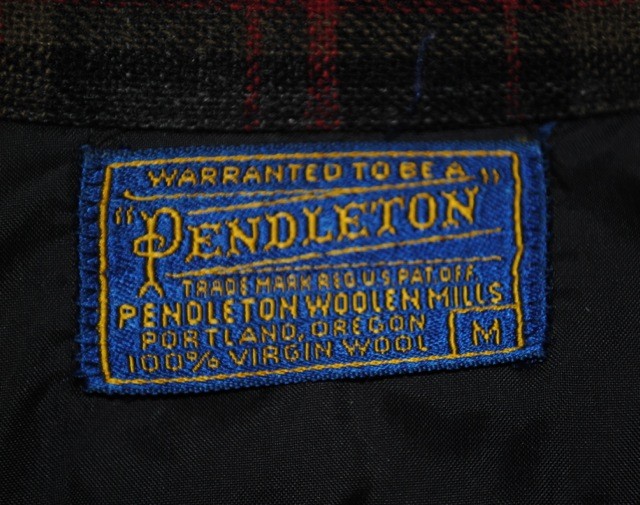 WARRANTED TO BE A
"PENDLETON"
TRADE MARK REG. U.S. PAT. OFF.
PENDLETON WOOLEN MILLS
PORTLAND, OREGON
100% VIRGIN WOOL
M